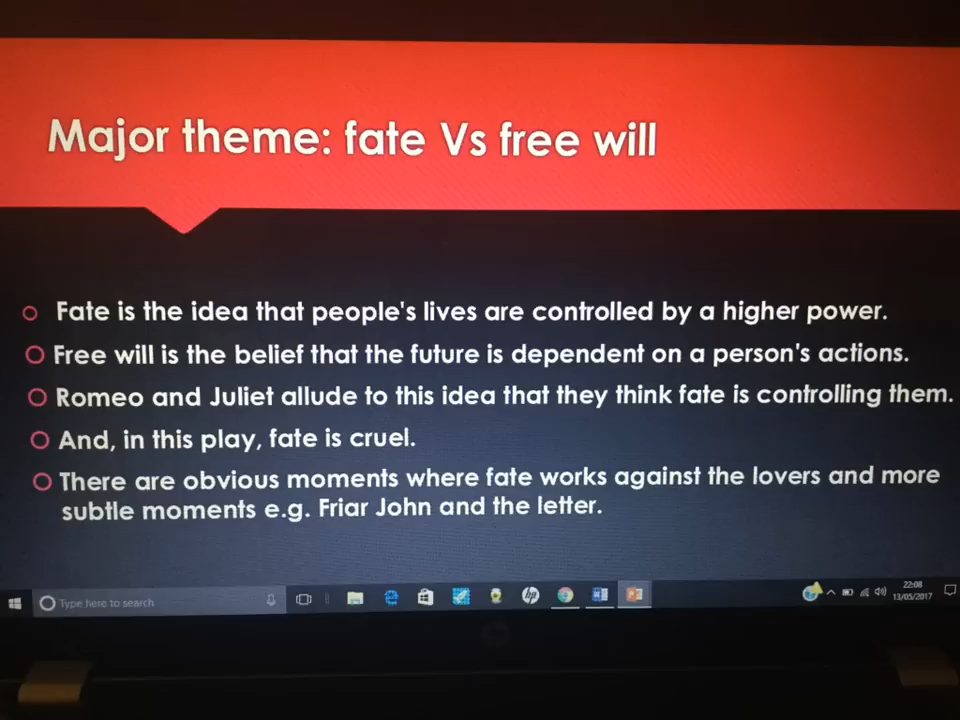 Major theme: fate Vs free will
Fate is the idea that people's lives are controlled by a higher power.
Free will is the belief that the future is dependent on a person's actions.
Romeo and Juliet allude to this idea that they think fate is controlling them.
And, in this play, fate is cruel.
There are obvious moments where fate works against the lovers and more
subtle moments e.g. Friar John and the letter.
Type here to search
hp
22:08
13/05/2017